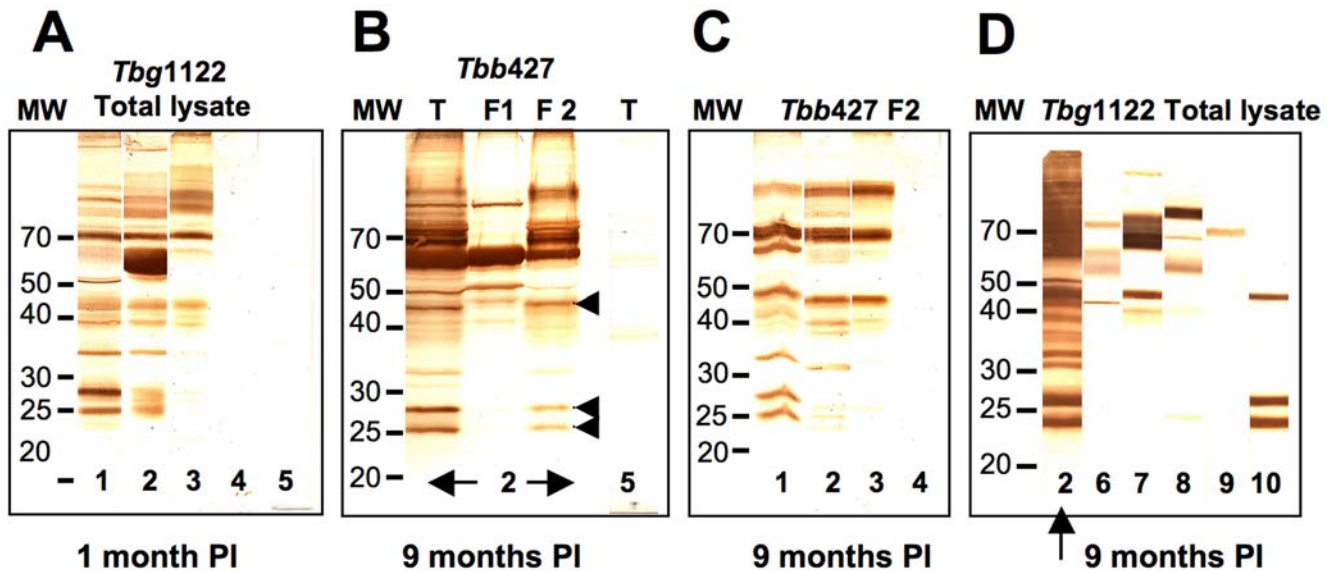 A
Tbg1122
MW Total lysate
70
50
40
30
25
20
1 2 3 4 5
1 month PI
B
Tbb427
MW T F1 F 2 T
70
50
40
30
25
20
2 5
9 months PI
C
MW Tbb427 F2
70
50
40
30
25
20
1 2 3 4
9 months PI
D
MW Tbg1122 Total lysate
70
50
40
30
25
20
2 6 7 8 9 10
9 months PI